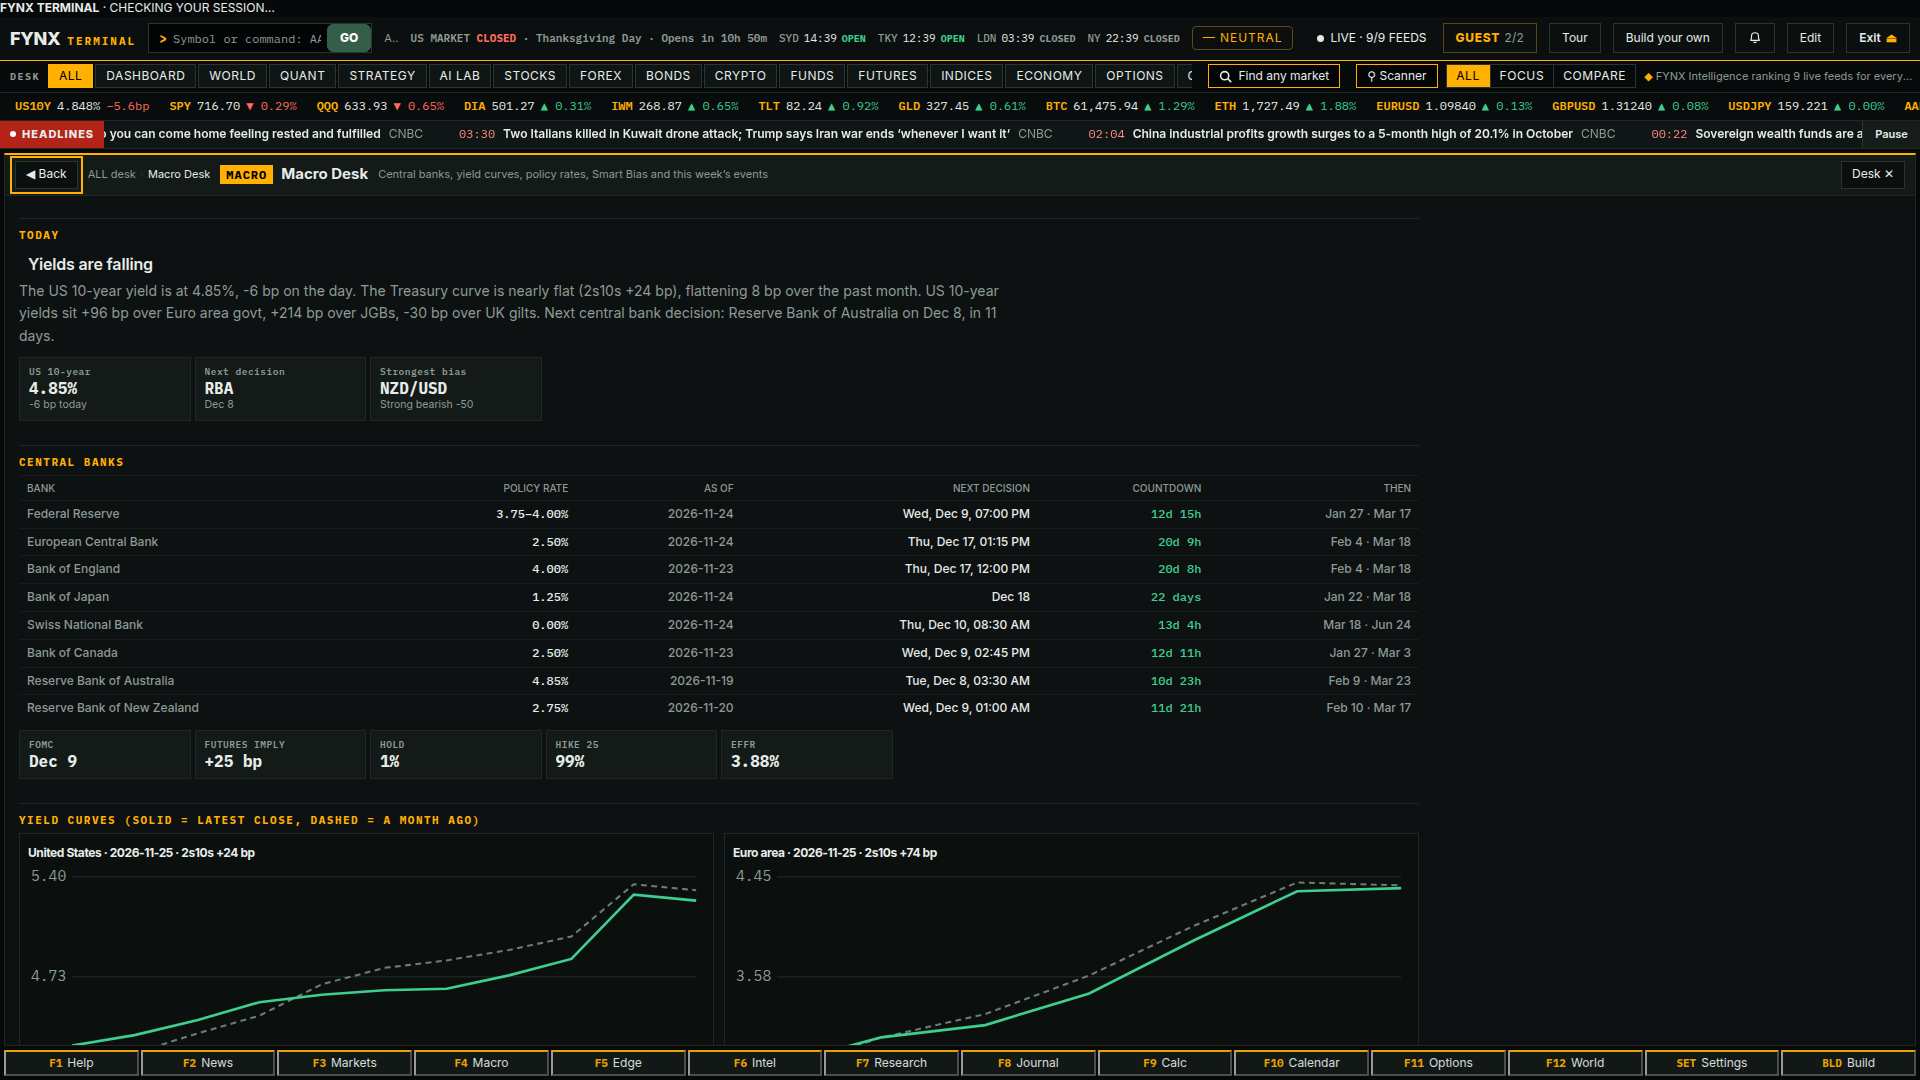 FYNX TERMINAL · CHECKING YOUR SESSION...
FYNX TERMINAL > Symbol or command: AA GO A.. US MARKET CLOSED · Thanksgiving Day · Opens in 10h 50m SYD 14:39 OPEN TKY 12:39 OPEN LDN 03:39 CLOSED NY 22:39 CLOSED — NEUTRAL ● LIVE · 9/9 FEEDS GUEST 2/2 Tour Build your own Edit Exit ⏏
DESK ALL DASHBOARD WORLD QUANT STRATEGY AI LAB STOCKS FOREX BONDS CRYPTO FUNDS FUTURES INDICES ECONOMY OPTIONS Find any market Scanner ALL FOCUS COMPARE ◆ FYNX Intelligence ranking 9 live feeds for every...
US10Y 4.848% −5.6bp SPY 716.70 ▼ 0.29% QQQ 633.93 ▼ 0.65% DIA 501.27 ▲ 0.31% IWM 268.87 ▲ 0.65% TLT 82.24 ▲ 0.92% GLD 327.45 ▲ 0.61% BTC 61,475.94 ▲ 1.29% ETH 1,727.49 ▲ 1.88% EURUSD 1.09840 ▲ 0.13% GBPUSD 1.31240 ▲ 0.08% USDJPY 159.221 ▲ 0.00%
● HEADLINES you can come home feeling rested and fulfilled CNBC 03:30 Two Italians killed in Kuwait drone attack; Trump says Iran war ends ‘whenever I want it’ CNBC 02:04 China industrial profits growth surges to a 5-month high of 20.1% in October CNBC 00:22 Sovereign wealth funds are a Pause
◀ Back ALL desk Macro Desk MACRO Macro Desk Central banks, yield curves, policy rates, Smart Bias and this week's events Desk ✕
TODAY
Yields are falling
The US 10-year yield is at 4.85%, -6 bp on the day. The Treasury curve is nearly flat (2s10s +24 bp), flattening 8 bp over the past month. US 10-year
yields sit +96 bp over Euro area govt, +214 bp over JGBs, -30 bp over UK gilts. Next central bank decision: Reserve Bank of Australia on Dec 8, in 11
days.
US 10-year Next decision Strongest bias
4.85% RBA NZD/USD
-6 bp today Dec 8 Strong bearish -50
CENTRAL BANKS
BANK POLICY RATE AS OF NEXT DECISION COUNTDOWN THEN
Federal Reserve 3.75–4.00% 2026-11-24 Wed, Dec 9, 07:00 PM 12d 15h Jan 27 · Mar 17
European Central Bank 2.50% 2026-11-24 Thu, Dec 17, 01:15 PM 20d 9h Feb 4 · Mar 18
Bank of England 4.00% 2026-11-23 Thu, Dec 17, 12:00 PM 20d 8h Feb 4 · Mar 18
Bank of Japan 1.25% 2026-11-24 Dec 18 22 days Jan 22 · Mar 18
Swiss National Bank 0.00% 2026-11-24 Thu, Dec 10, 08:30 AM 13d 4h Mar 18 · Jun 24
Bank of Canada 2.50% 2026-11-23 Wed, Dec 9, 02:45 PM 12d 11h Jan 27 · Mar 3
Reserve Bank of Australia 4.85% 2026-11-19 Tue, Dec 8, 03:30 AM 10d 23h Feb 9 · Mar 23
Reserve Bank of New Zealand 2.75% 2026-11-20 Wed, Dec 9, 01:00 AM 11d 21h Feb 10 · Mar 17
FOMC FUTURES IMPLY HOLD HIKE 25 EFFR
Dec 9 +25 bp 1% 99% 3.88%
YIELD CURVES (SOLID = LATEST CLOSE, DASHED = A MONTH AGO)
United States · 2026-11-25 · 2s10s +24 bp Euro area · 2026-11-25 · 2s10s +74 bp
5.40 4.45
4.73 3.58
F1 Help F2 News F3 Markets F4 Macro F5 Edge F6 Intel F7 Research F8 Journal F9 Calc F10 Calendar F11 Options F12 World SET Settings BLD Build